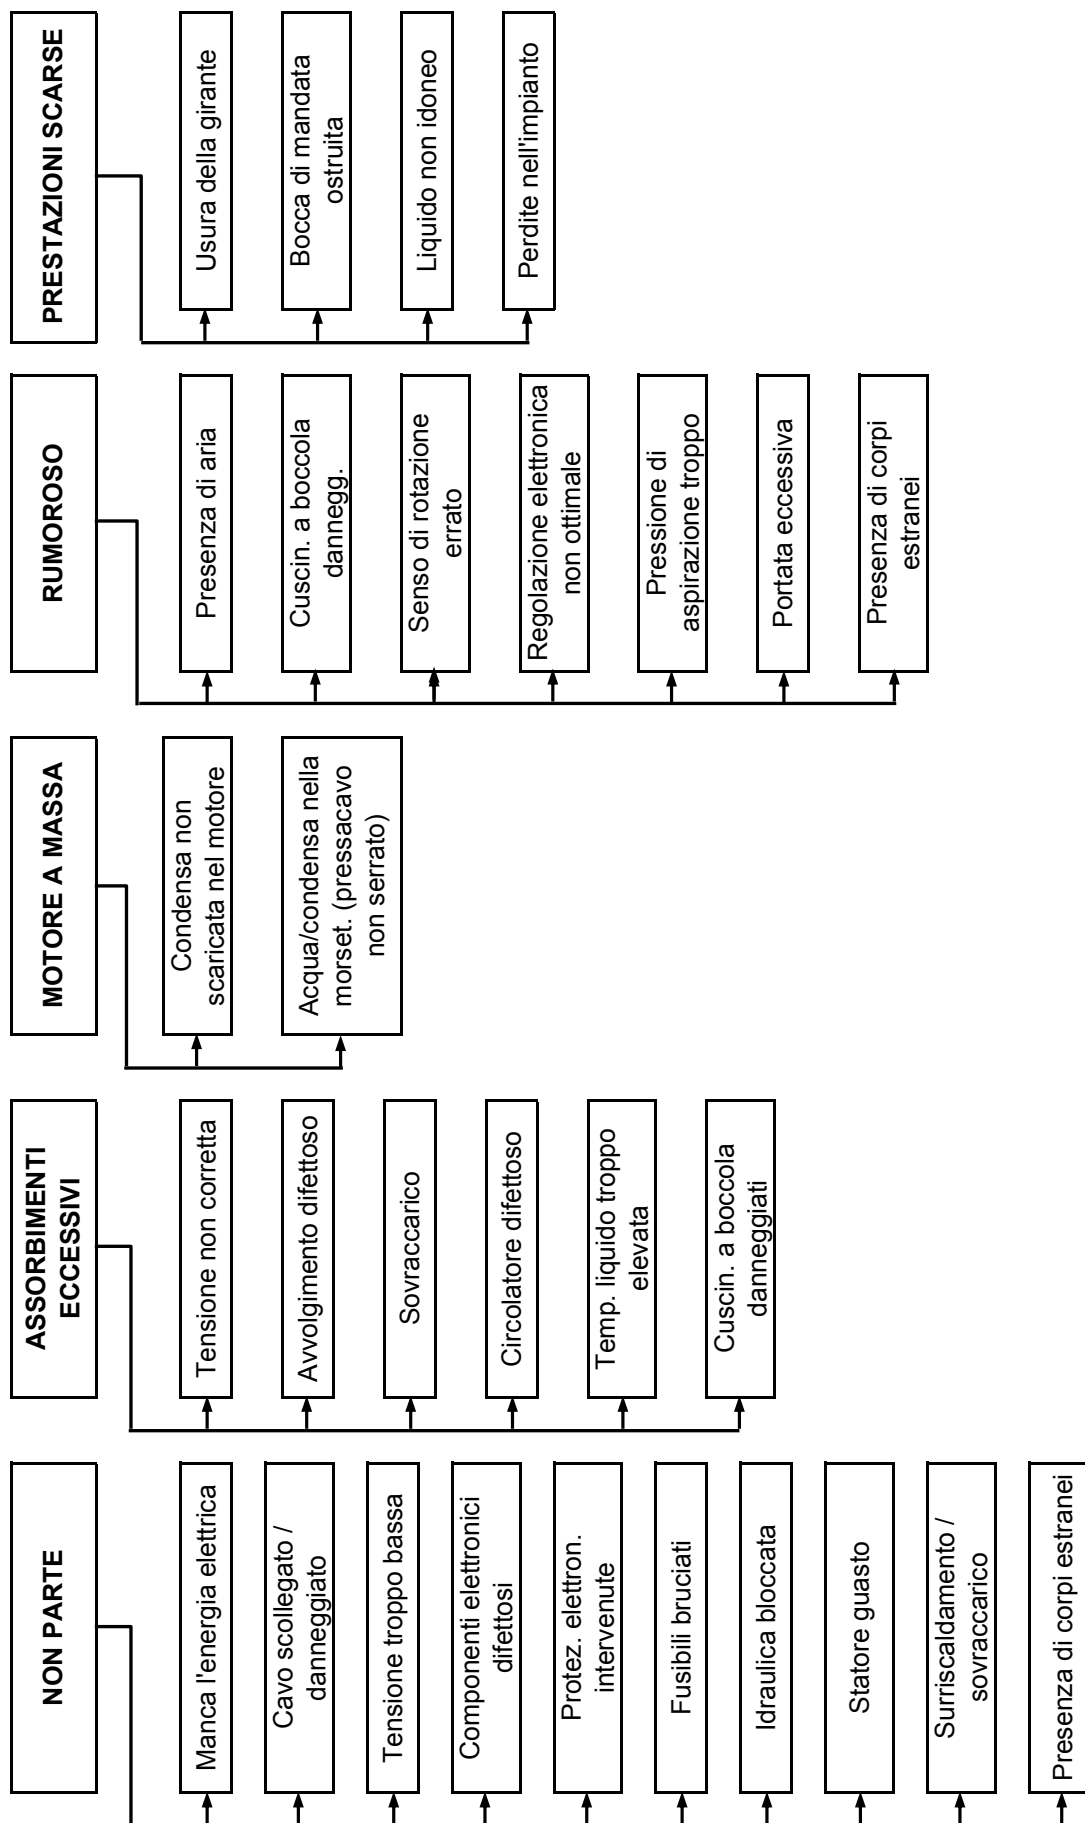 NON PARTE
Manca l'energia elettrica
Cavo scollegato /
danneggiato
Tensione troppo bassa
Componenti elettronici
difettosi
Protez. elettron.
intervenute
Fusibili bruciati
Idraulica bloccata
Statore guasto
Surriscaldamento /
sovraccarico
Presenza di corpi estranei
ASSORBIMENTI
ECCESSIVI
Tensione non corretta
Avvolgimento difettoso
Sovraccarico
Circolatore difettoso
Temp. liquido troppo
elevata
Cuscin. a boccola
danneggiati
MOTORE A MASSA
Condensa non
scaricata nel motore
Acqua/condensa nella
morset. (pressacavo
non serrato)
RUMOROSO
Presenza di aria
Cuscin. a boccola
dannegg.
Senso di rotazione
errato
Regolazione elettronica
non ottimale
Pressione di
aspirazione troppo
Portata eccessiva
Presenza di corpi
estranei
PRESTAZIONI SCARSE
Usura della girante
Bocca di mandata
ostruita
Liquido non idoneo
Perdite nell'impianto